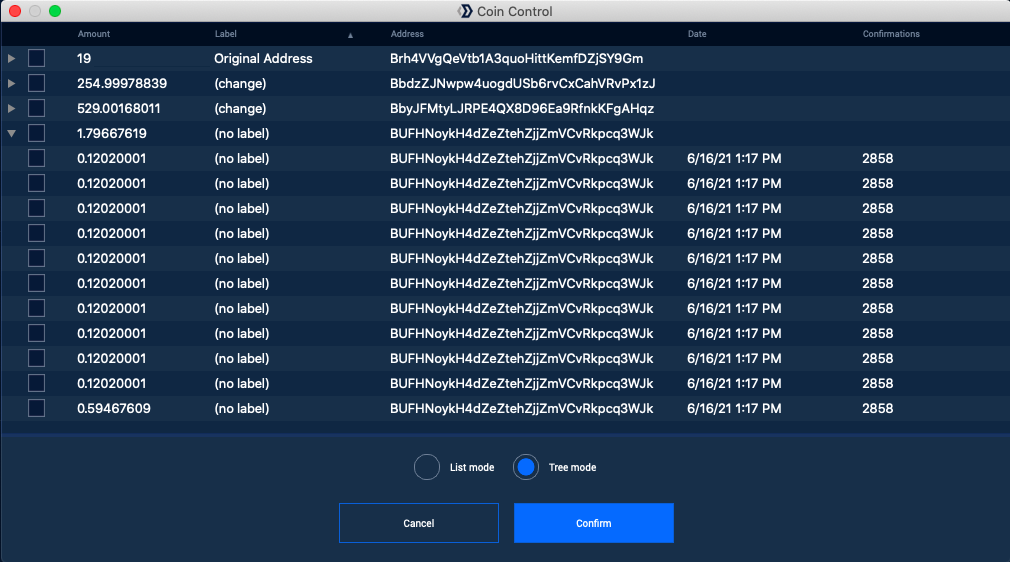 Coin Control
Amount Label Address Date Confirmations
19 Original Address Brh4VVgQeVtb1A3quoHittKemfDZjSY9Gm
254.99978839 (change) BbdzZJNwpw4uogdUSb6rvCxCahVRvPx1zJ
529.00168011 (change) BbyJFMtyLJRPE4QX8D96Ea9RfnkKFgAHqz
1.79667619 (no label) BUFHNoykH4dZeZtehZjjZmVCvRkpcq3WJk
0.12020001 (no label) BUFHNoykH4dZeZtehZjjZmVCvRkpcq3WJk 6/16/21 1:17 PM 2858
0.12020001 (no label) BUFHNoykH4dZeZtehZjjZmVCvRkpcq3WJk 6/16/21 1:17 PM 2858
0.12020001 (no label) BUFHNoykH4dZeZtehZjjZmVCvRkpcq3WJk 6/16/21 1:17 PM 2858
0.12020001 (no label) BUFHNoykH4dZeZtehZjjZmVCvRkpcq3WJk 6/16/21 1:17 PM 2858
0.12020001 (no label) BUFHNoykH4dZeZtehZjjZmVCvRkpcq3WJk 6/16/21 1:17 PM 2858
0.12020001 (no label) BUFHNoykH4dZeZtehZjjZmVCvRkpcq3WJk 6/16/21 1:17 PM 2858
0.12020001 (no label) BUFHNoykH4dZeZtehZjjZmVCvRkpcq3WJk 6/16/21 1:17 PM 2858
0.12020001 (no label) BUFHNoykH4dZeZtehZjjZmVCvRkpcq3WJk 6/16/21 1:17 PM 2858
0.12020001 (no label) BUFHNoykH4dZeZtehZjjZmVCvRkpcq3WJk 6/16/21 1:17 PM 2858
0.12020001 (no label) BUFHNoykH4dZeZtehZjjZmVCvRkpcq3WJk 6/16/21 1:17 PM 2858
0.59467609 (no label) BUFHNoykH4dZeZtehZjjZmVCvRkpcq3WJk 6/16/21 1:17 PM 2858
List mode Tree mode
Cancel Confirm